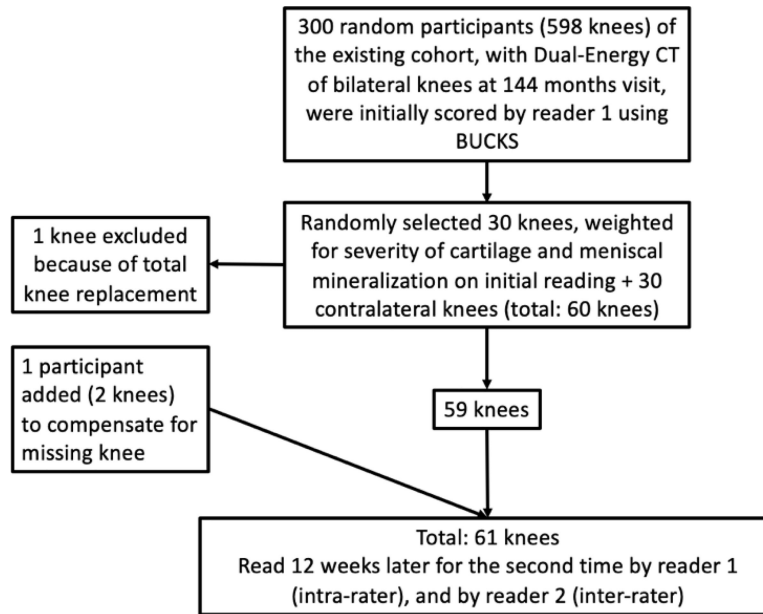 300 random participants (598 knees) of
the existing cohort, with Dual-Energy CT
of bilateral knees at 144 months visit,
were initially scored by reader 1 using
BUCKS
1 knee excluded
because of total
knee replacement
Randomly selected 30 knees, weighted
for severity of cartilage and meniscal
mineralization on initial reading + 30
contralateral knees (total: 60 knees)
1 participant
added (2 knees)
to compensate for
missing knee
59 knees
Total: 61 knees
Read 12 weeks later for the second time by reader 1
(intra-rater), and by reader 2 (inter-rater)